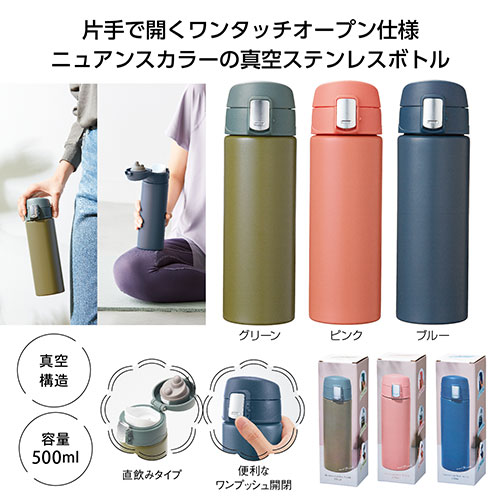 片手で開くワンタッチオープン仕様
ニュアンスカラーの真空ステンレスボトル
グリーン
ピンク
ブルー
真空
構造
容量
500ml
直飲みタイプ
便利な
ワンプッシュ開閉